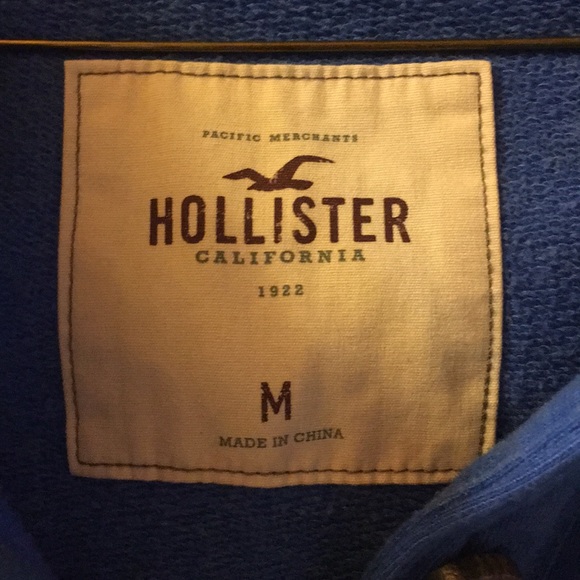 PACIFIC MERCHANTS
HOLLISTER
CALIFORNIA
1922
M
MADE IN CHINA